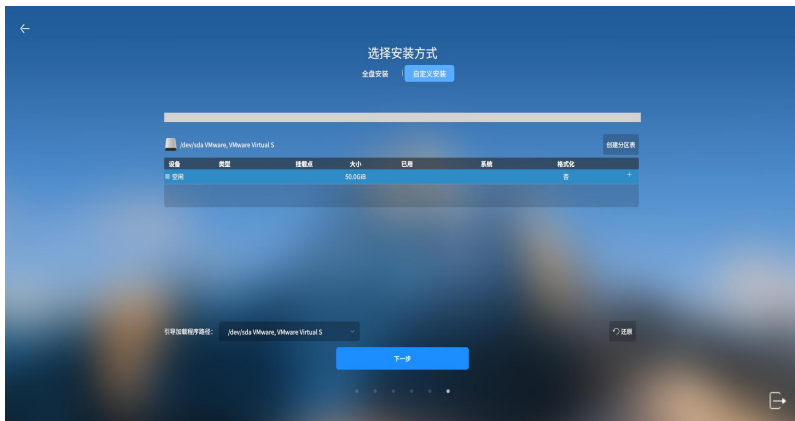 选择安装方式
全盘安装 | 自定义安装
/dev/sda VMware, VMware Virtual S 创建分区表
设备 类型 挂载点 大小 已用 系统 格式化
空闲 50.0GiB 否 +
引导加载程序路径: /dev/sda VMware, VMware Virtual S 还原
下一步